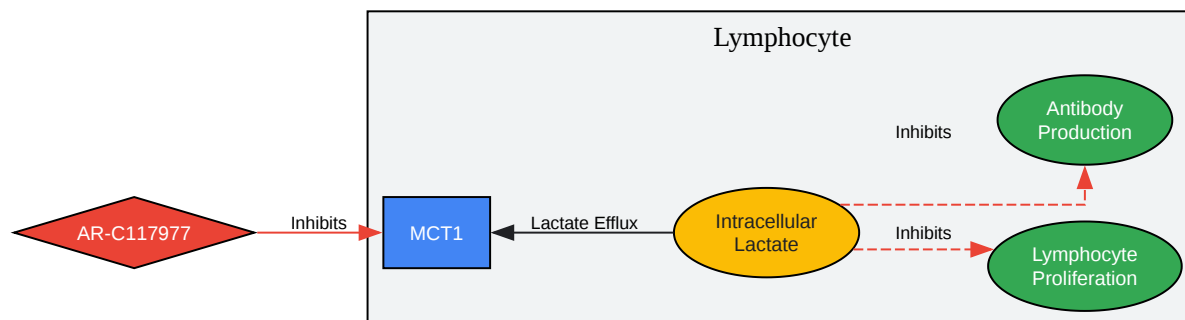 Lymphocyte
Antibody
Production
Inhibits
AR-C117977
Inhibits
MCT1
Lactate Efflux
Intracellular
Lactate
Inhibits
Lymphocyte
Proliferation